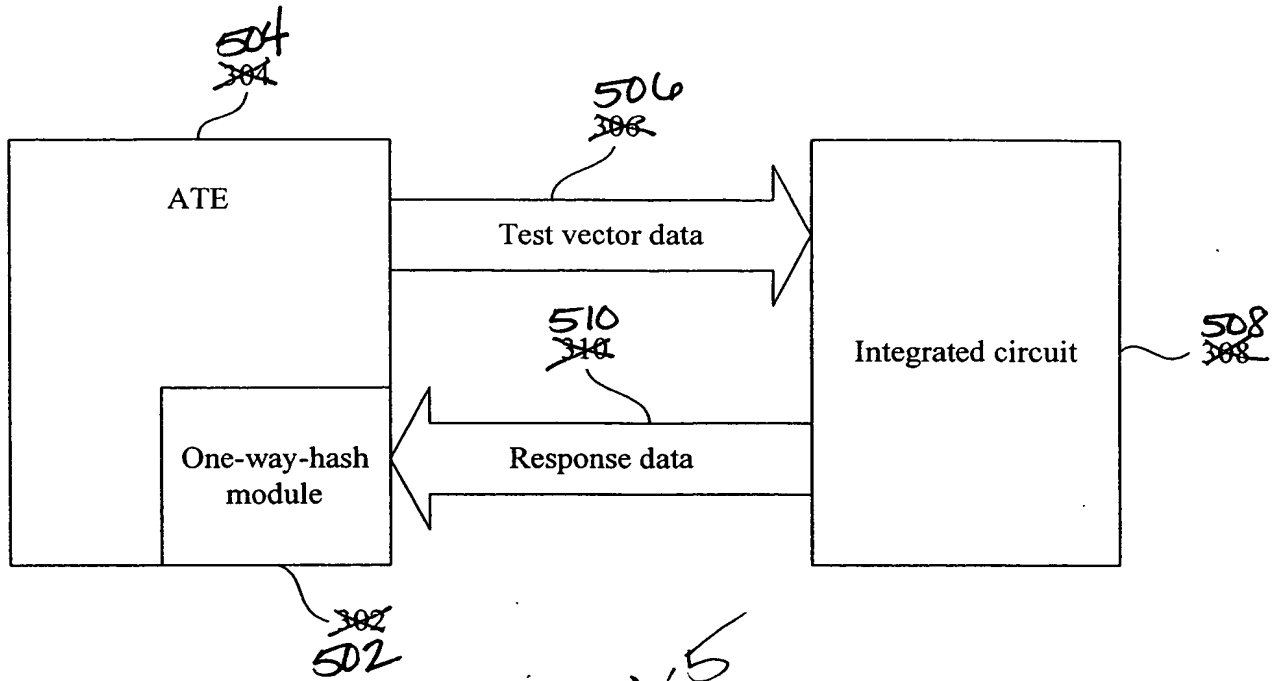 504
304
506
306
ATE
Test vector data
510
310
Integrated circuit
508
308
One-way-hash
module
Response data
302
502
5